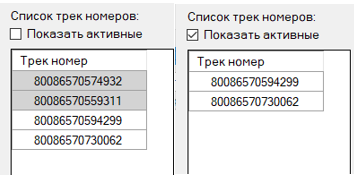 Список трек номеров:
Показать активные
Трек номер
80086570574932
80086570559311
80086570594299
80086570730062
Список трек номеров:
Показать активные
Трек номер
80086570594299
80086570730062